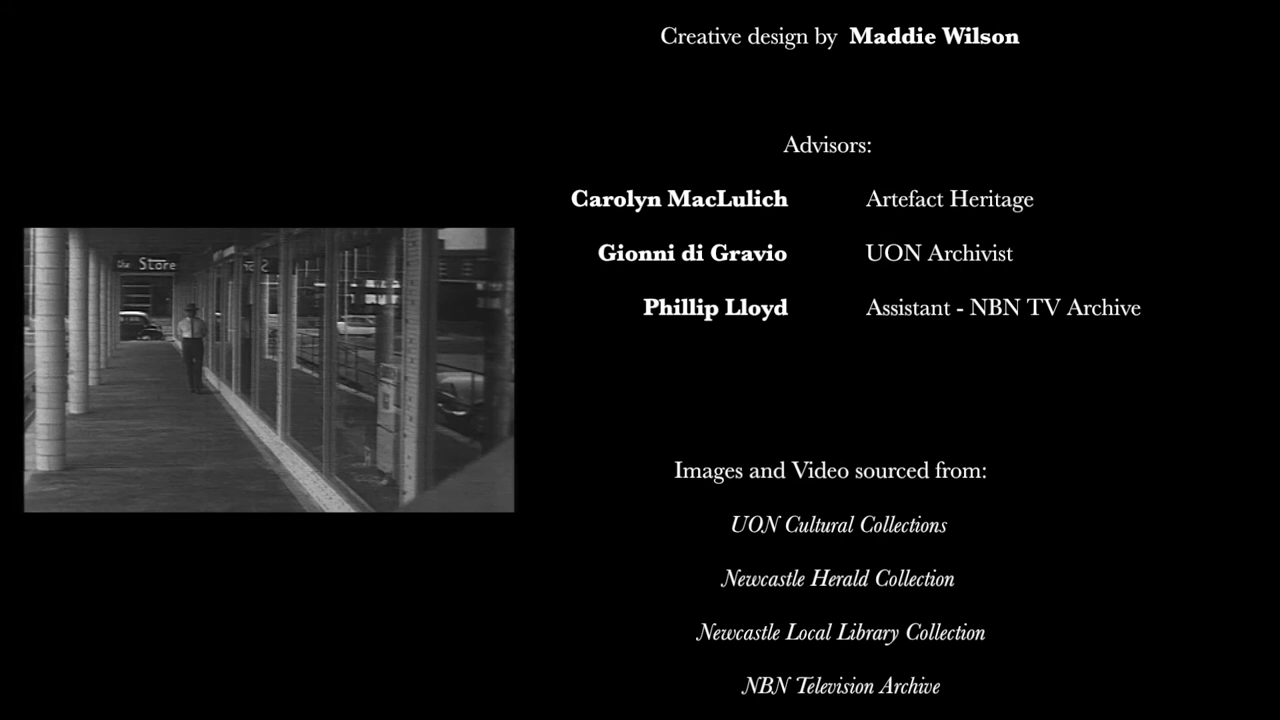 Creative design by Maddie Wilson
Advisors:
Carolyn MacLulich Artefact Heritage
Gionni di Gravio UON Archivist
Phillip Lloyd Assistant - NBN TV Archive
the Store
Images and Video sourced from:
UON Cultural Collections
Newcastle Herald Collection
Newcastle Local Library Collection
NBN Television Archive